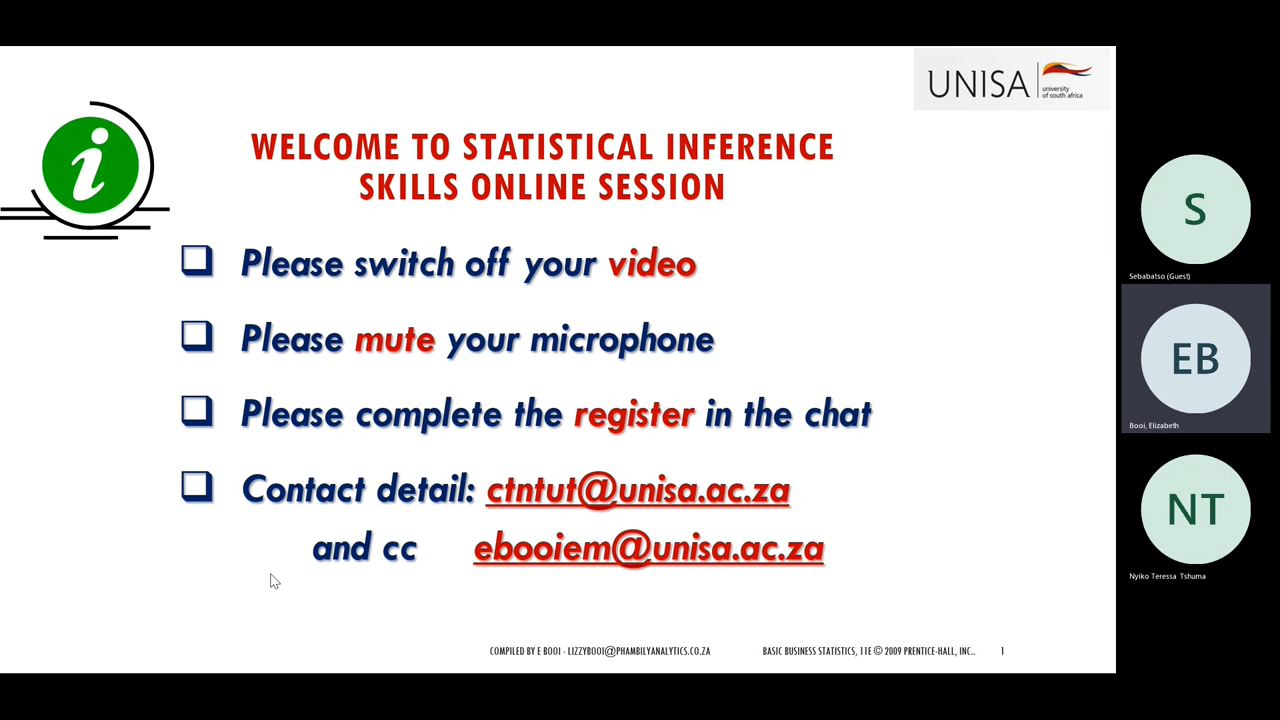 UNISA
university
of south africa
WELCOME TO STATISTICAL INFERENCE
SKILLS ONLINE SESSION
Please switch off your video
Please mute your microphone
Please complete the register in the chat
Contact detail: ctntut@unisa.ac.za
and cc ebooiem@unisa.ac.za
COMPILED BY E BOOI - LIZZYBOOI@PHAMBILYANALYTICS.CO.ZA
BASIC BUSINESS STATISTICS, 11E © 2009 PRENTICE-HALL, INC..
1
S
Sebabatso (Guest)
EB
Booi, Elizabeth
NT
Nyiko Teressa Tshuma